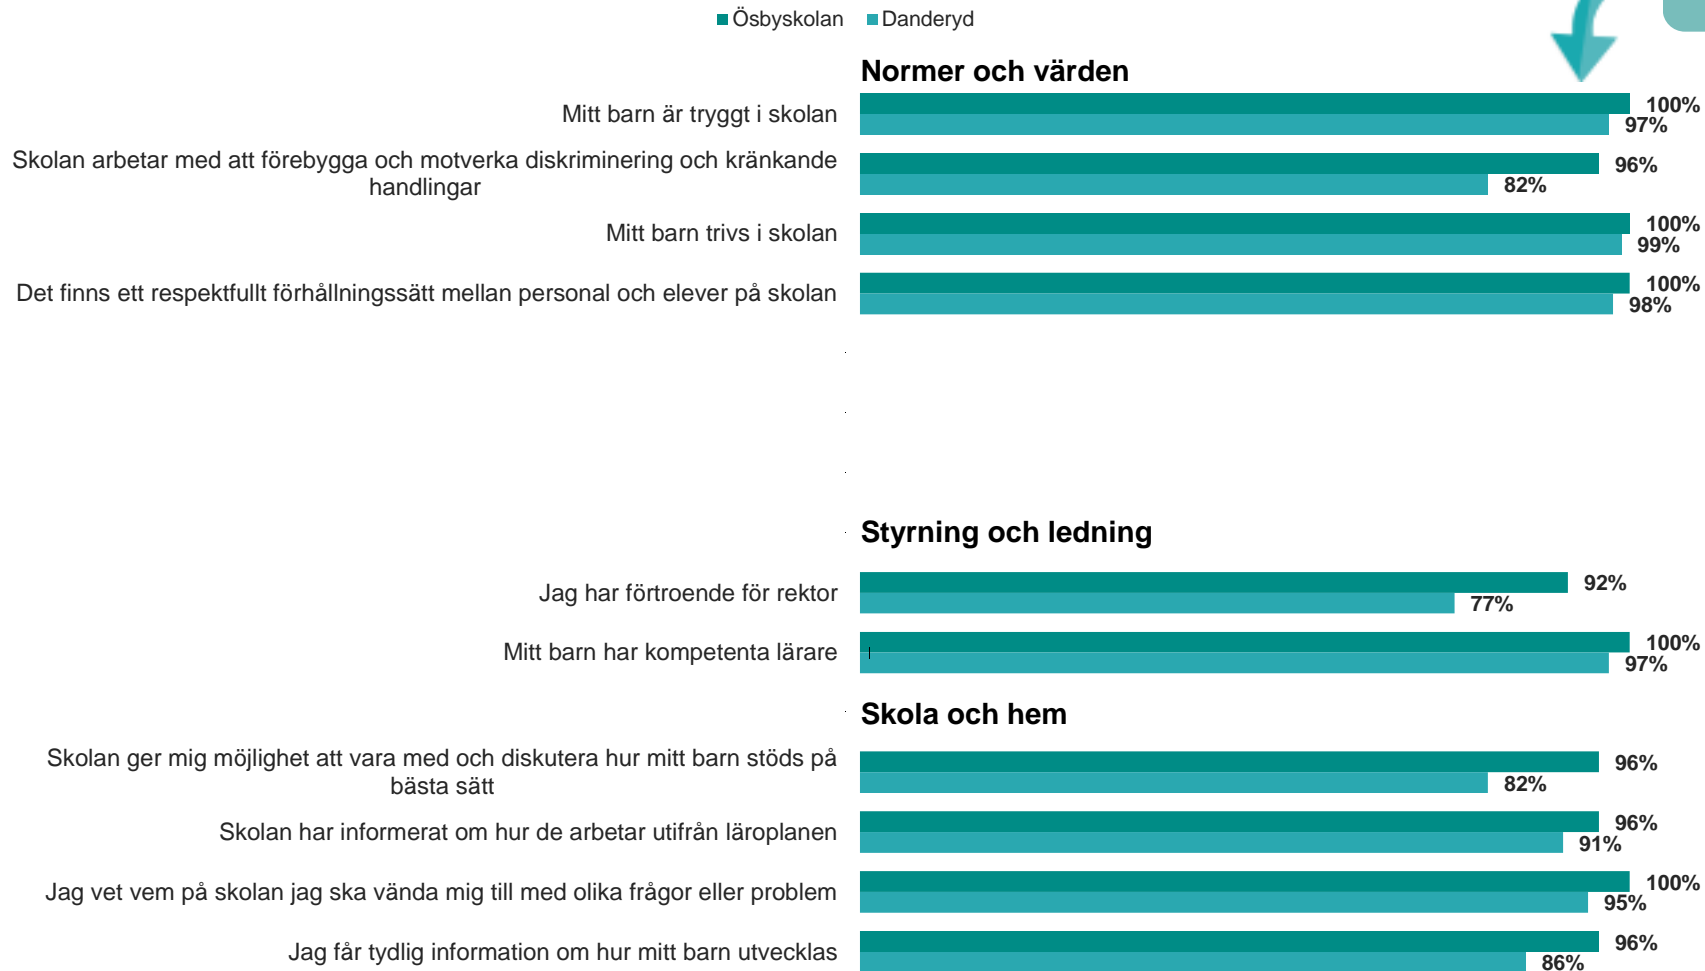 Ösbyskolan Danderyd
Normer och värden
Mitt barn är tryggt i skolan
100%
97%
Skolan arbetar med att förebygga och motverka diskriminering och kränkande
handlingar
96%
82%
Mitt barn trivs i skolan
100%
99%
Det finns ett respektfullt förhållningssätt mellan personal och elever på skolan
100%
98%
Styrning och ledning
Jag har förtroende för rektor
92%
77%
Mitt barn har kompetenta lärare
100%
97%
Skola och hem
Skolan ger mig möjlighet att vara med och diskutera hur mitt barn stöds på
bästa sätt
96%
82%
Skolan har informerat om hur de arbetar utifrån läroplanen
96%
91%
Jag vet vem på skolan jag ska vända mig till med olika frågor eller problem
100%
95%
Jag får tydlig information om hur mitt barn utvecklas
96%
86%